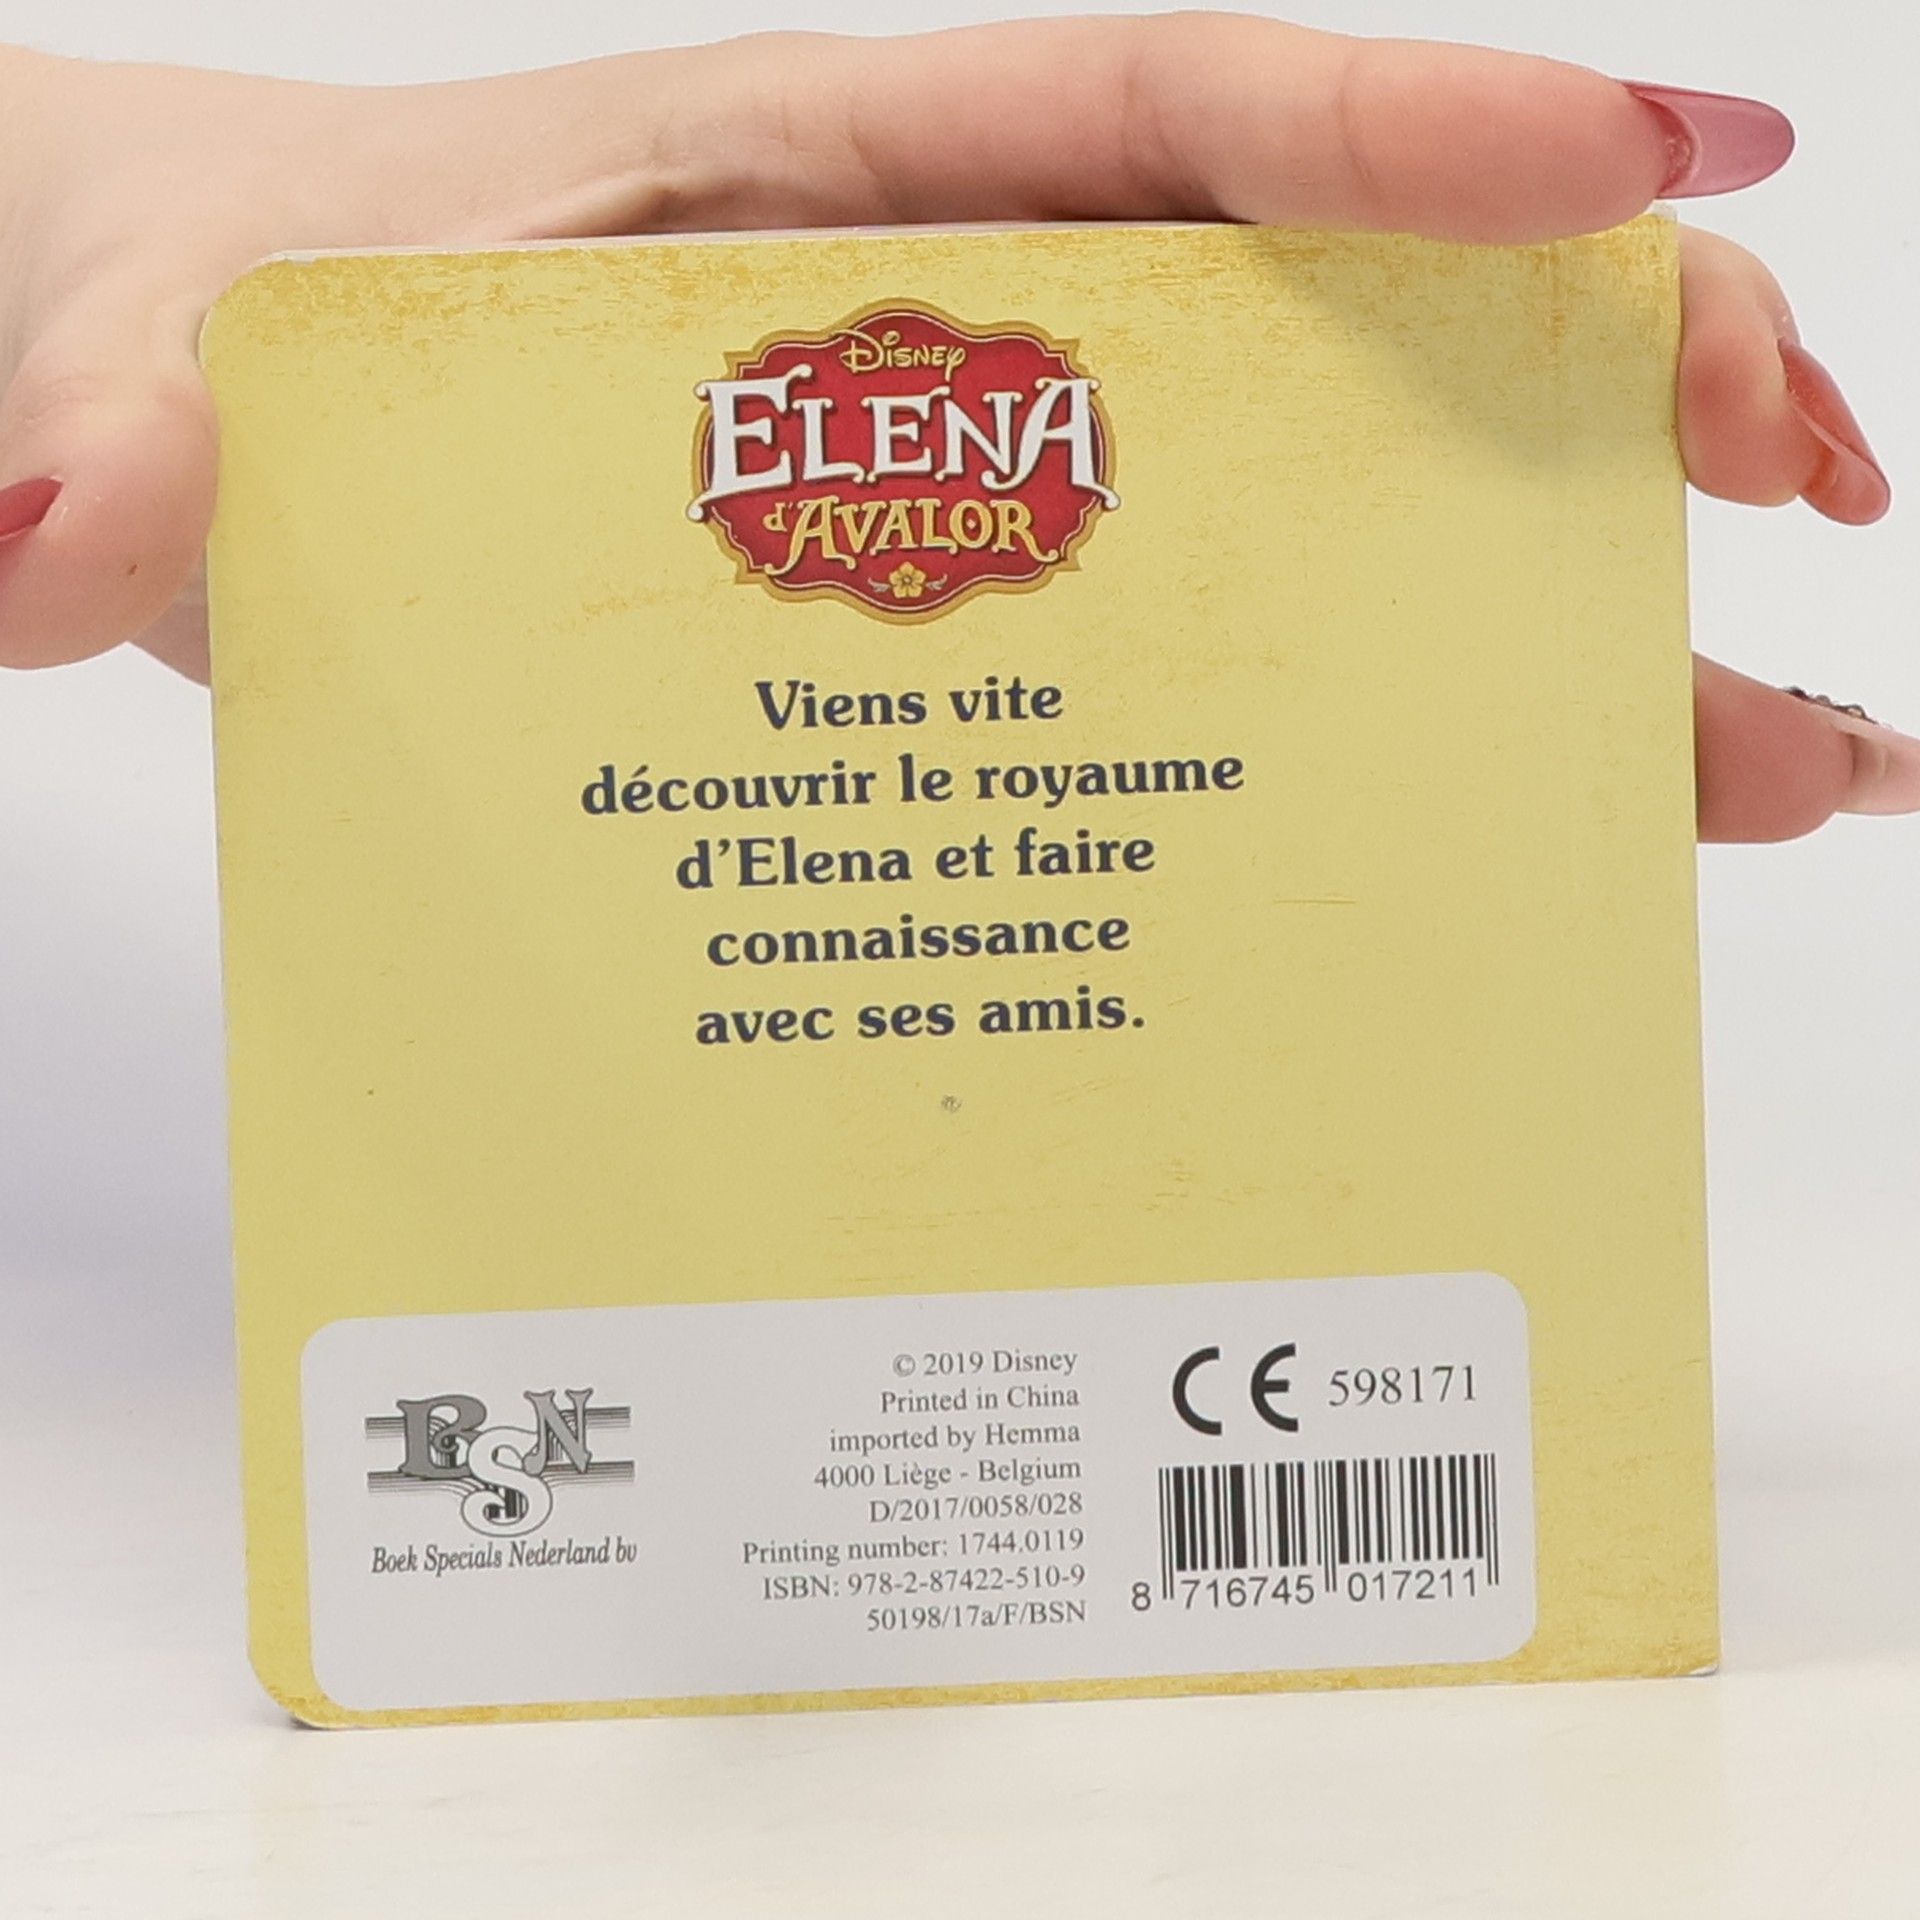 Disney
ELENA
d'AVALOR
Viens vite
découvrir le royaume
d'Elena et faire
connaissance
avec ses amis.
BSN
Boek Specials Nederland bv
© 2019 Disney
Printed in China
imported by Hemma
4000 Liège - Belgium
D/2017/0058/028
Printing number: 1744.0119
ISBN: 978-2-87422-510-9
50198/17a/F/BSN
CE 598171
8 716745 017211